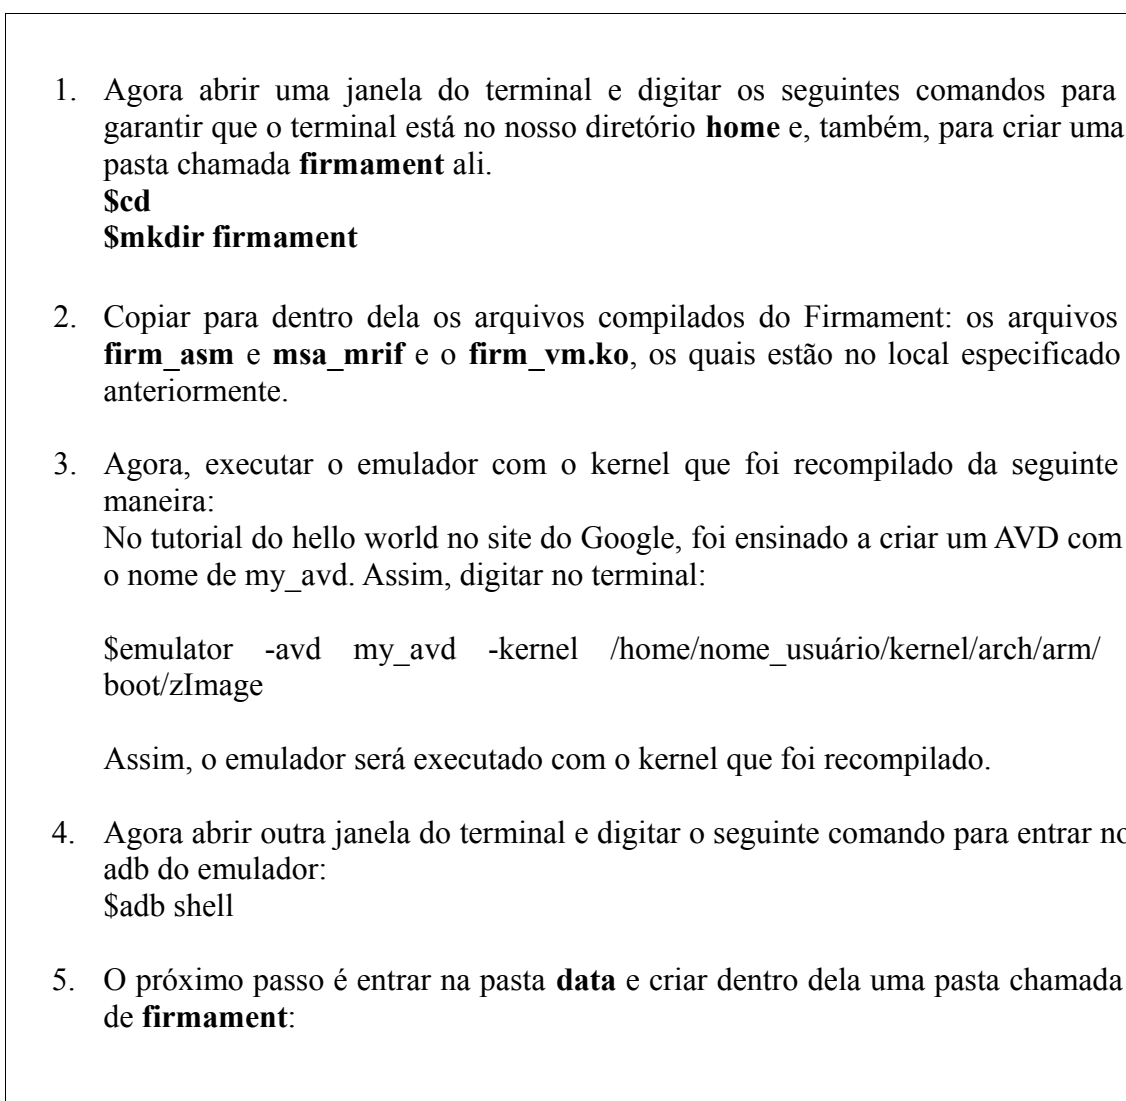 1. Agora abrir uma janela do terminal e digitar os seguintes comandos para
garantir que o terminal está no nosso diretório home e, também, para criar uma
pasta chamada firmament ali.
$cd
$mkdir firmament
2. Copiar para dentro dela os arquivos compilados do Firmament: os arquivos
firm_asm e msa_mrif e o firm_vm.ko, os quais estão no local especificado
anteriormente.
3. Agora, executar o emulador com o kernel que foi recompilado da seguinte
maneira:
No tutorial do hello world no site do Google, foi ensinado a criar um AVD com
o nome de my_avd. Assim, digitar no terminal:
$emulator -avd my_avd -kernel /home/nome_usuário/kernel/arch/arm/
boot/zImage
Assim, o emulador será executado com o kernel que foi recompilado.
4. Agora abrir outra janela do terminal e digitar o seguinte comando para entrar no
adb do emulador:
$adb shell
5. O próximo passo é entrar na pasta data e criar dentro dela uma pasta chamada
de firmament: